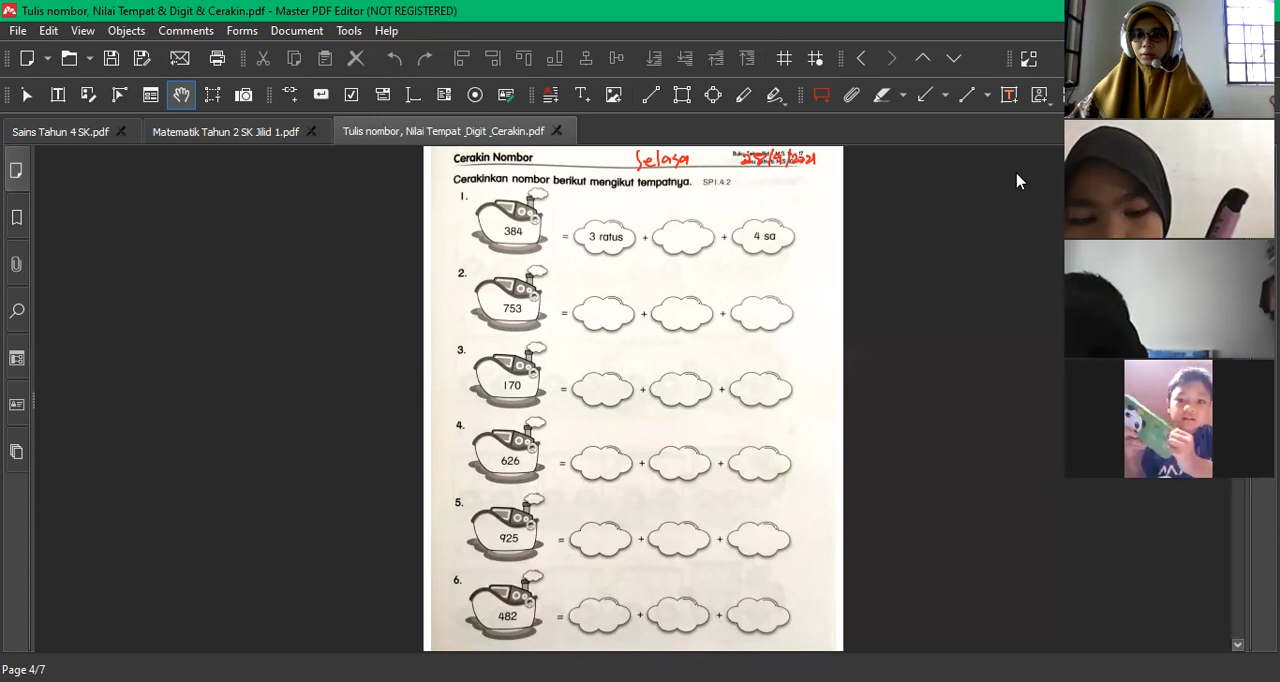 Tulis nombor, Nilai Tempat & Digit & Cerakin.pdf - Master PDF Editor (NOT REGISTERED)
File Edit View Objects Comments Forms Document Tools Help
Sains Tahun 4 SK.pdf Matematik Tahun 2 SK Jilid 1.pdf Tulis nombor, Nilai Tempat _Digit _Cerakin.pdf
Cerakin Nombor Selasa
Cerakinkan nombor berikut mengikut tempatnya. SP1.4.2
1.
384 = 3 ratus + + 4 sa
2.
753 = + +
3.
170 = + +
4.
626 = + +
5.
925 = + +
6.
482 = + +
Page 4/7